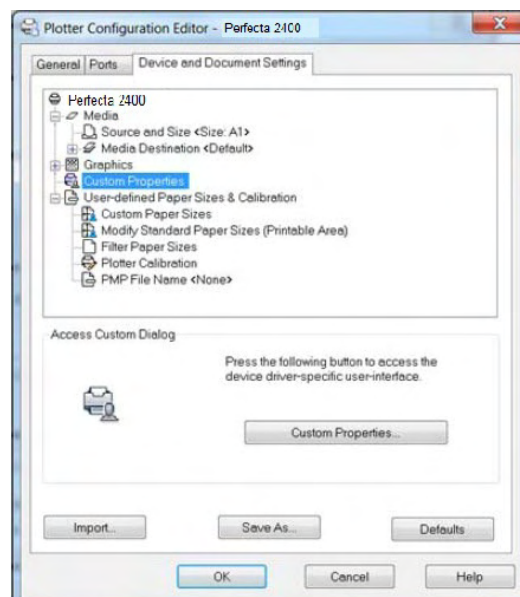 Plotter Configuration Editor - Perfecta 2400
General Ports Device and Document Settings
Perfecta 2400
Media
Source and Size <Size: A1>
Media Destination <Default>
Graphics
Custom Properties
User-defined Paper Sizes & Calibration
Custom Paper Sizes
Modify Standard Paper Sizes (Printable Area)
Filter Paper Sizes
Plotter Calibration
PMP File Name <None>
Access Custom Dialog
Press the following button to access the
device driver-specific user-interface.
Custom Properties...
Import... Save As... Defaults
OK Cancel Help